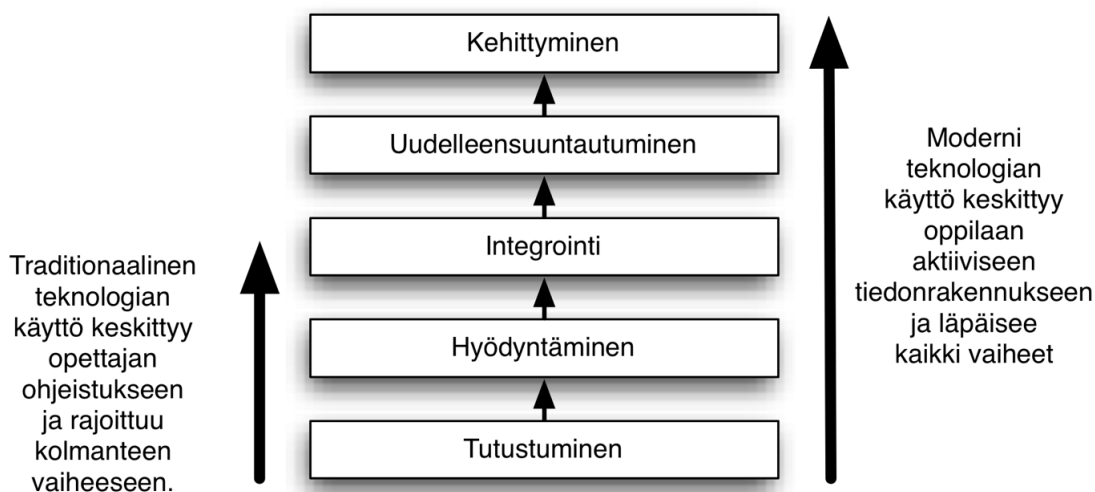 Kehittyminen
Uudelleensuuntautuminen
Integrointi
Hyödyntäminen
Tutustuminen
Traditionaalinen
teknologian
käyttö keskittyy
opettajan
ohjeistukseen
ja rajoittuu
kolmanteen
vaiheeseen.
Moderni
teknologian
käyttö keskittyy
oppilaan
aktiiviseen
tiedonrakennukseen
ja läpäisee
kaikki vaiheet